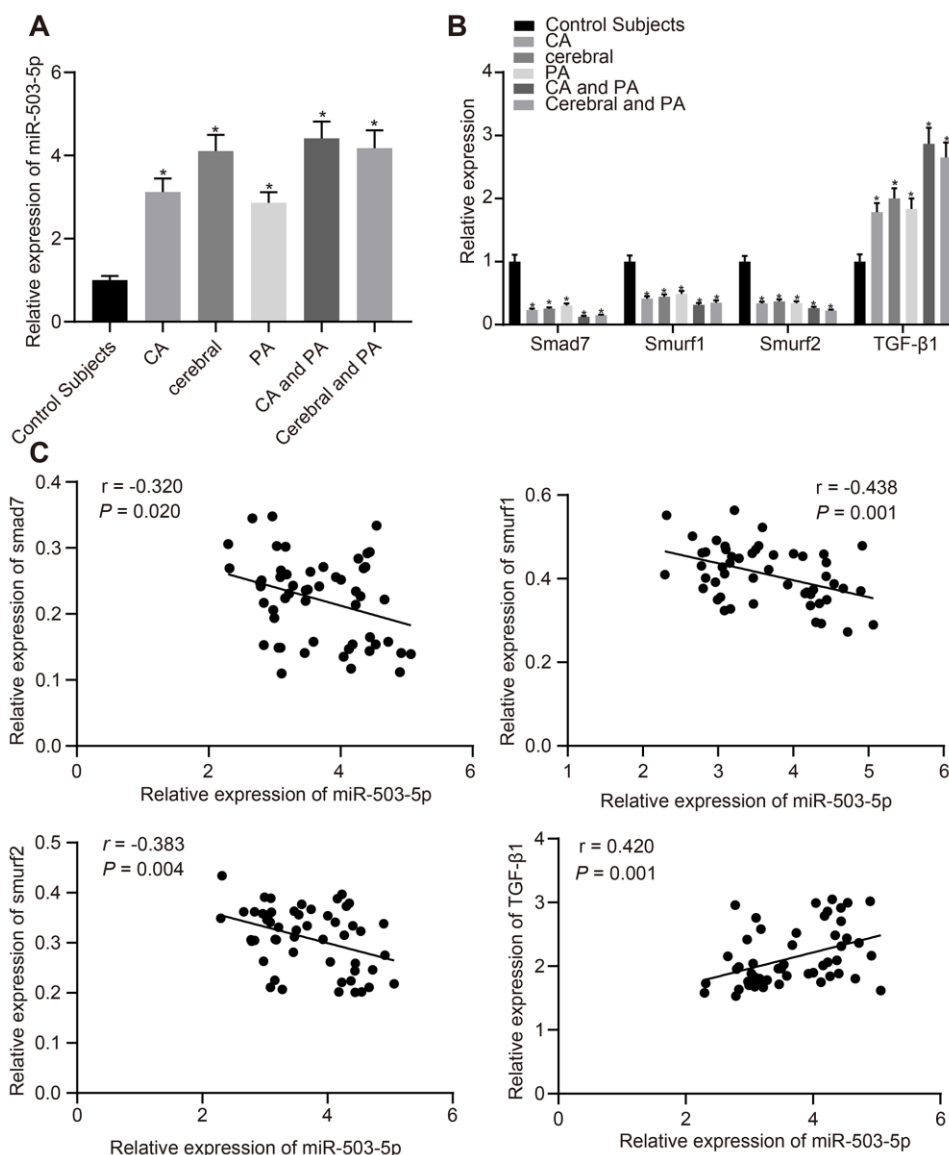 A
Relative expression of miR-503-5p
6
4
2
0
Control Subjects
CA
cerebral
PA
CA and PA
Cerebral and PA
*
*
*
*
*
B
Control Subjects
CA
cerebral
PA
CA and PA
Cerebral and PA
Relative expression
4
3
2
1
0
* * * * *
* * * * *
* * * * *
* * * * *
Smad7
Smurf1
Smurf2
TGF-β1
C
Relative expression of smad7
0.4
0.3
0.2
0.1
0.0
r = -0.320
P = 0.020
0
2
4
6
Relative expression of miR-503-5p
Relative expression of smurf1
0.6
0.4
0.2
0.0
r = -0.438
P = 0.001
1
2
3
4
5
6
Relative expression of miR-503-5p
Relative expression of smurf2
0.5
0.4
0.3
0.2
0.1
0.0
r = -0.383
P = 0.004
0
2
4
6
Relative expression of miR-503-5p
Relative expression of TGF-β1
4
3
2
1
0
r = 0.420
P = 0.001
0
2
4
6
Relative expression of miR-503-5p